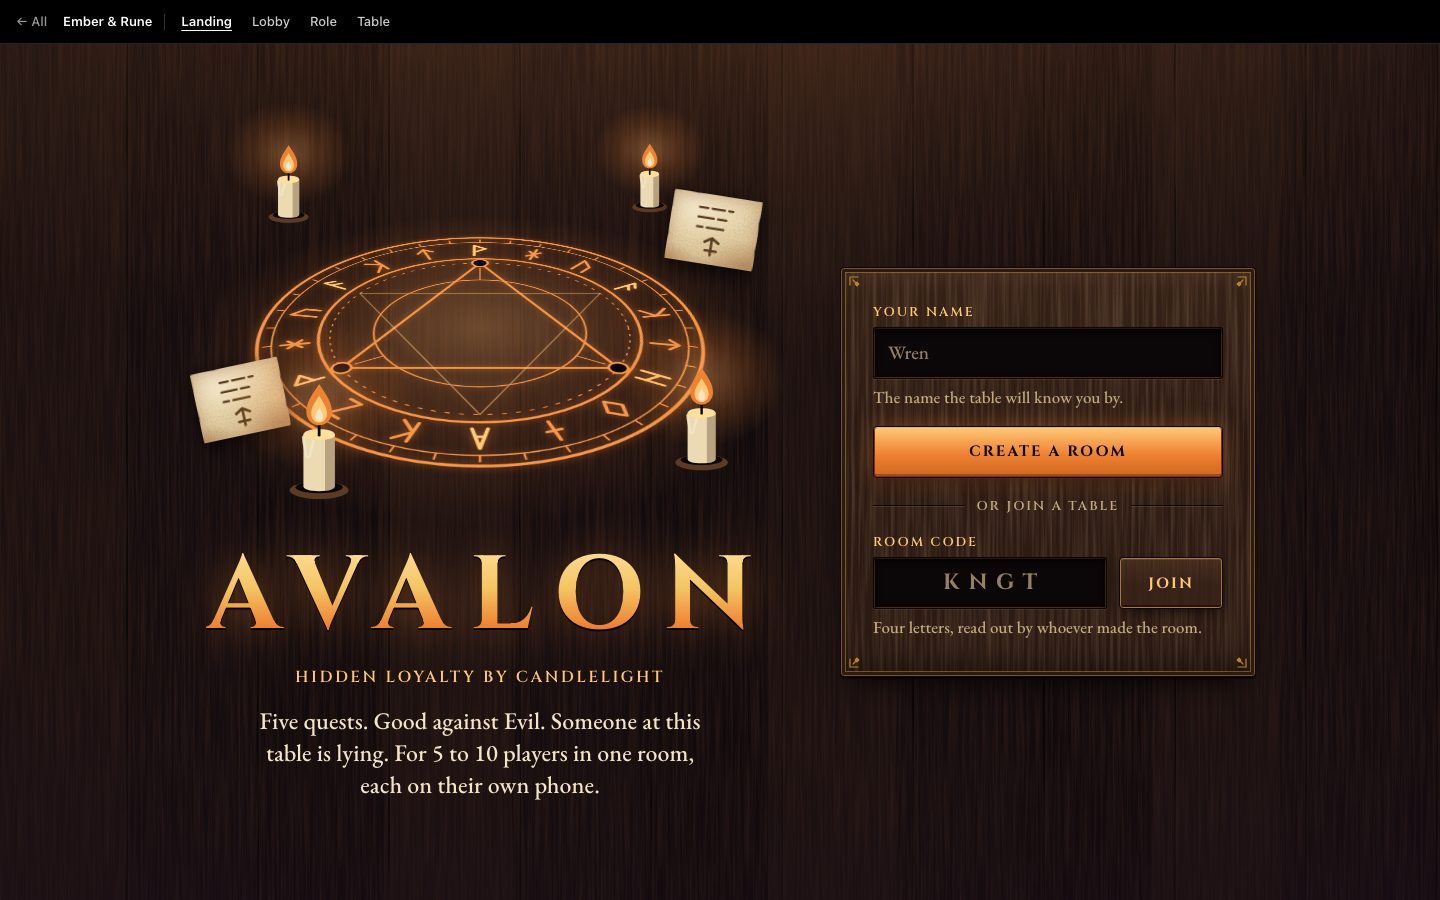 ← All Ember & Rune Landing Lobby Role Table
AVALON
HIDDEN LOYALTY BY CANDLELIGHT
Five quests. Good against Evil. Someone at this
table is lying. For 5 to 10 players in one room,
each on their own phone.
YOUR NAME
Wren
The name the table will know you by.
CREATE A ROOM
OR JOIN A TABLE
ROOM CODE
KNGT
JOIN
Four letters, read out by whoever made the room.